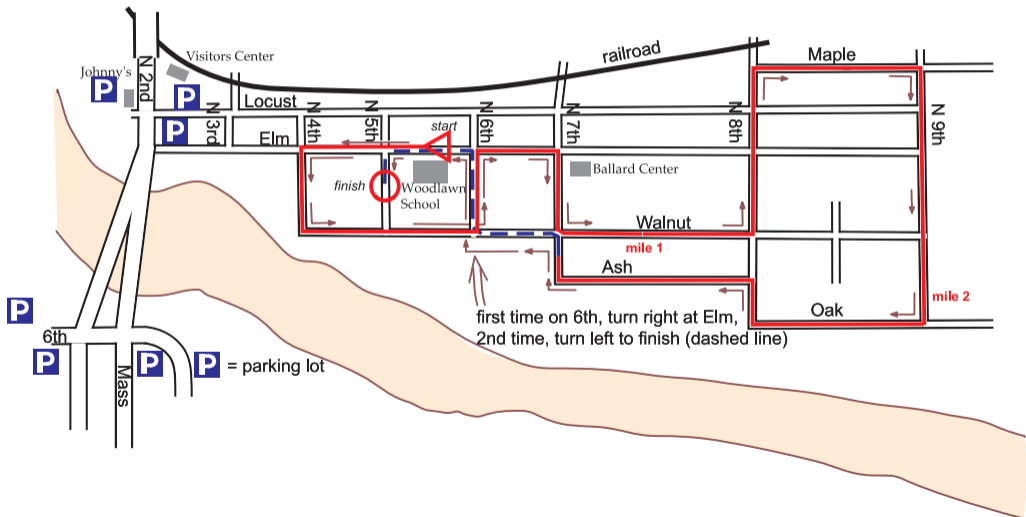 railroad
Maple
Visitors Center
Johnny's
P
P
N 2nd
Locust
N 3rd
N 4th
N 5th
N 6th
N 7th
N 8th
N 9th
P
Elm
start
finish
Woodlawn
School
Ballard Center
Walnut
mile 1
Ash
mile 2
Oak
first time on 6th, turn right at Elm,
2nd time, turn left to finish (dashed line)
P
6th
P
P
P = parking lot
Mass